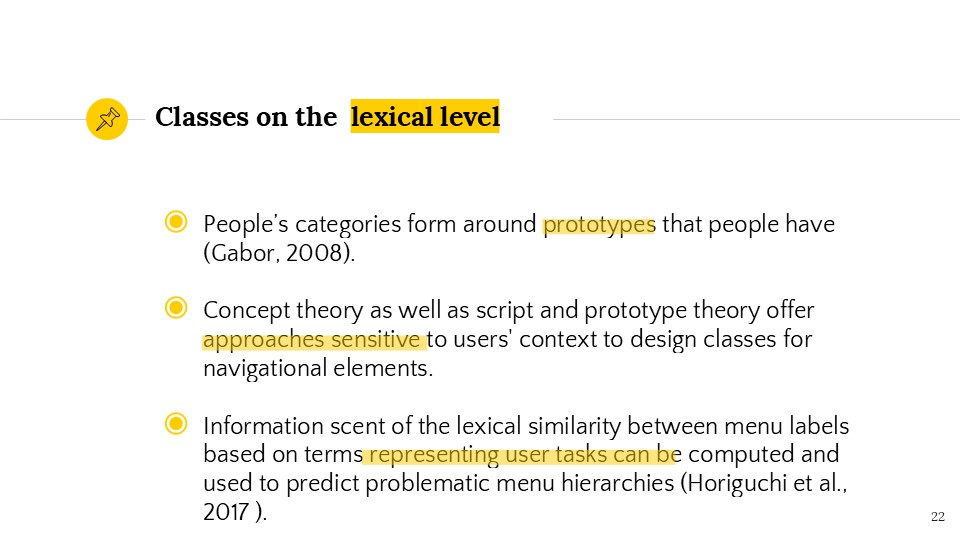 Classes on the lexical level
People’s categories form around prototypes that people have
(Gabor, 2008).
Concept theory as well as script and prototype theory offer
approaches sensitive to users' context to design classes for
navigational elements.
Information scent of the lexical similarity between menu labels
based on terms representing user tasks can be computed and
used to predict problematic menu hierarchies (Horiguchi et al.,
2017 ).
22